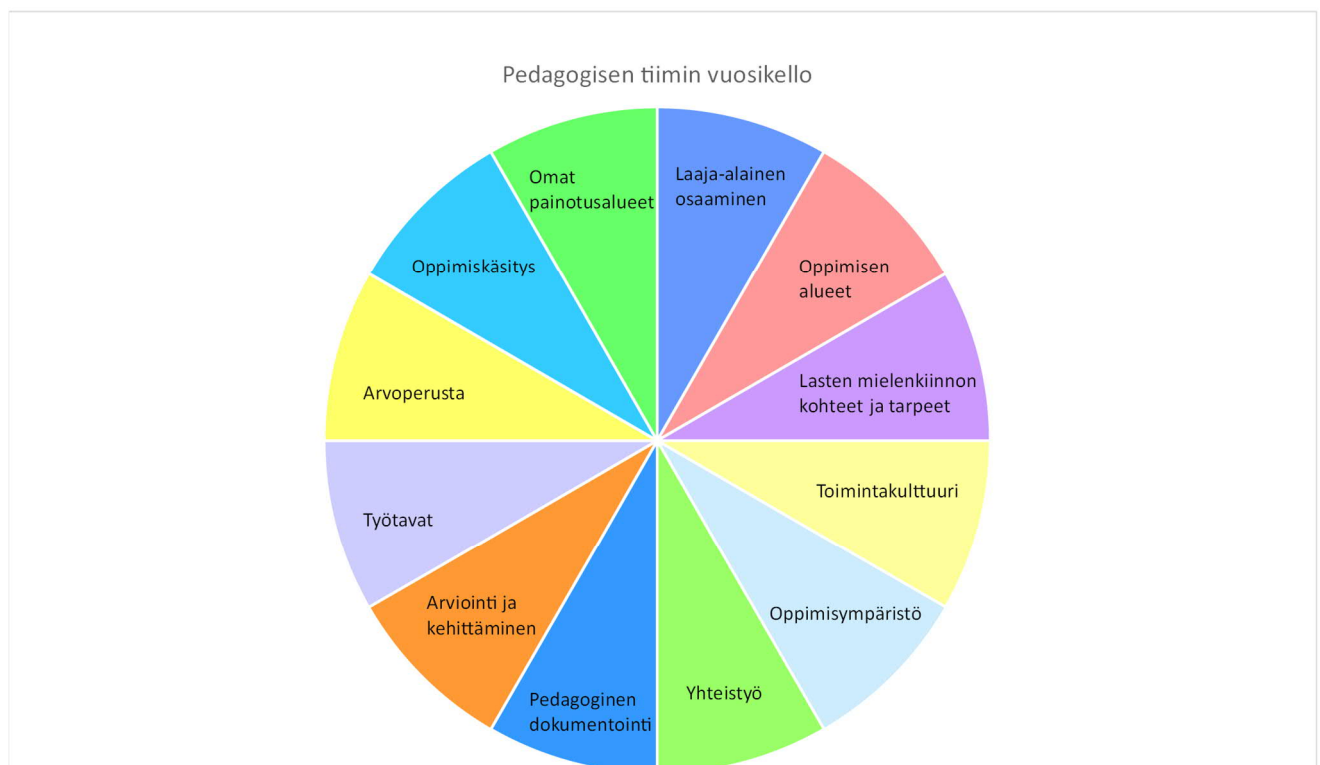 Pedagogisen tiimin vuosikello
Laaja-alainen
osaaminen
Oppimisen
alueet
Lasten mielenkiinnon
kohteet ja tarpeet
Toimintakulttuuri
Oppimisympäristö
Yhteistyö
Pedagoginen
dokumentointi
Arviointi ja
kehittäminen
Työtavat
Arvoperusta
Oppimiskäsitys
Omat
painotusalueet